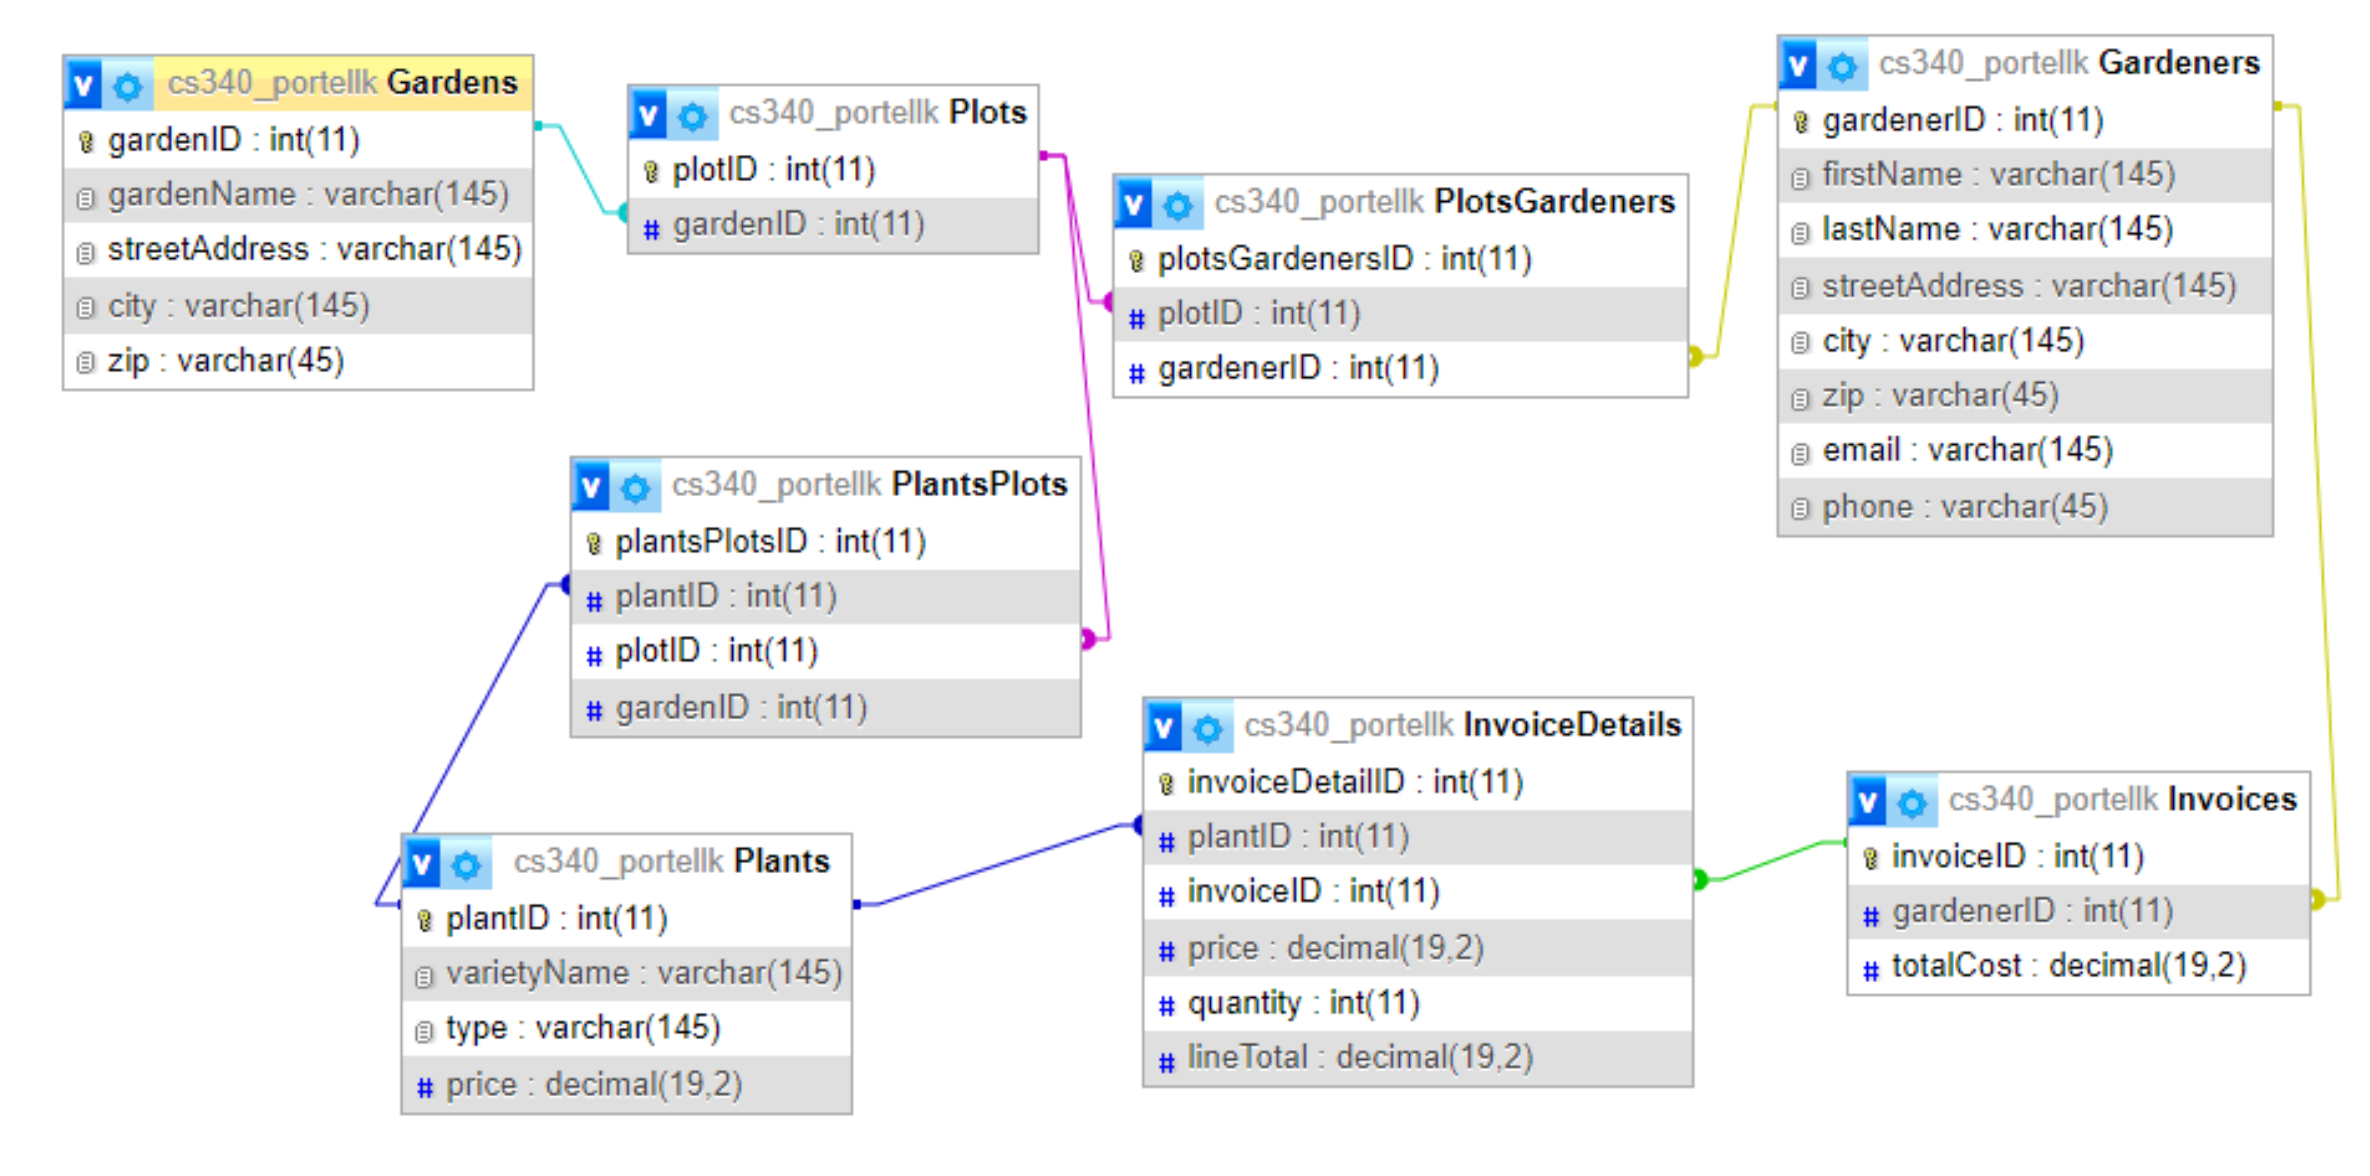 cs340_portellk Gardens
gardenID : int(11)
gardenName : varchar(145)
streetAddress : varchar(145)
city : varchar(145)
zip : varchar(45)
cs340_portellk Plots
plotID : int(11)
gardenID : int(11)
cs340_portellk PlotsGardeners
plotsGardenersID : int(11)
plotID : int(11)
gardenerID : int(11)
cs340_portellk Gardeners
gardenerID : int(11)
firstName : varchar(145)
lastName : varchar(145)
streetAddress : varchar(145)
city : varchar(145)
zip : varchar(45)
email : varchar(145)
phone : varchar(45)
cs340_portellk PlantsPlots
plantsPlotsID : int(11)
plantID : int(11)
plotID : int(11)
gardenID : int(11)
cs340_portellk Plants
plantID : int(11)
varietyName : varchar(145)
type : varchar(145)
price : decimal(19,2)
cs340_portellk InvoiceDetails
invoiceDetailID : int(11)
plantID : int(11)
invoiceID : int(11)
price : decimal(19,2)
quantity : int(11)
lineTotal : decimal(19,2)
cs340_portellk Invoices
invoiceID : int(11)
gardenerID : int(11)
totalCost : decimal(19,2)